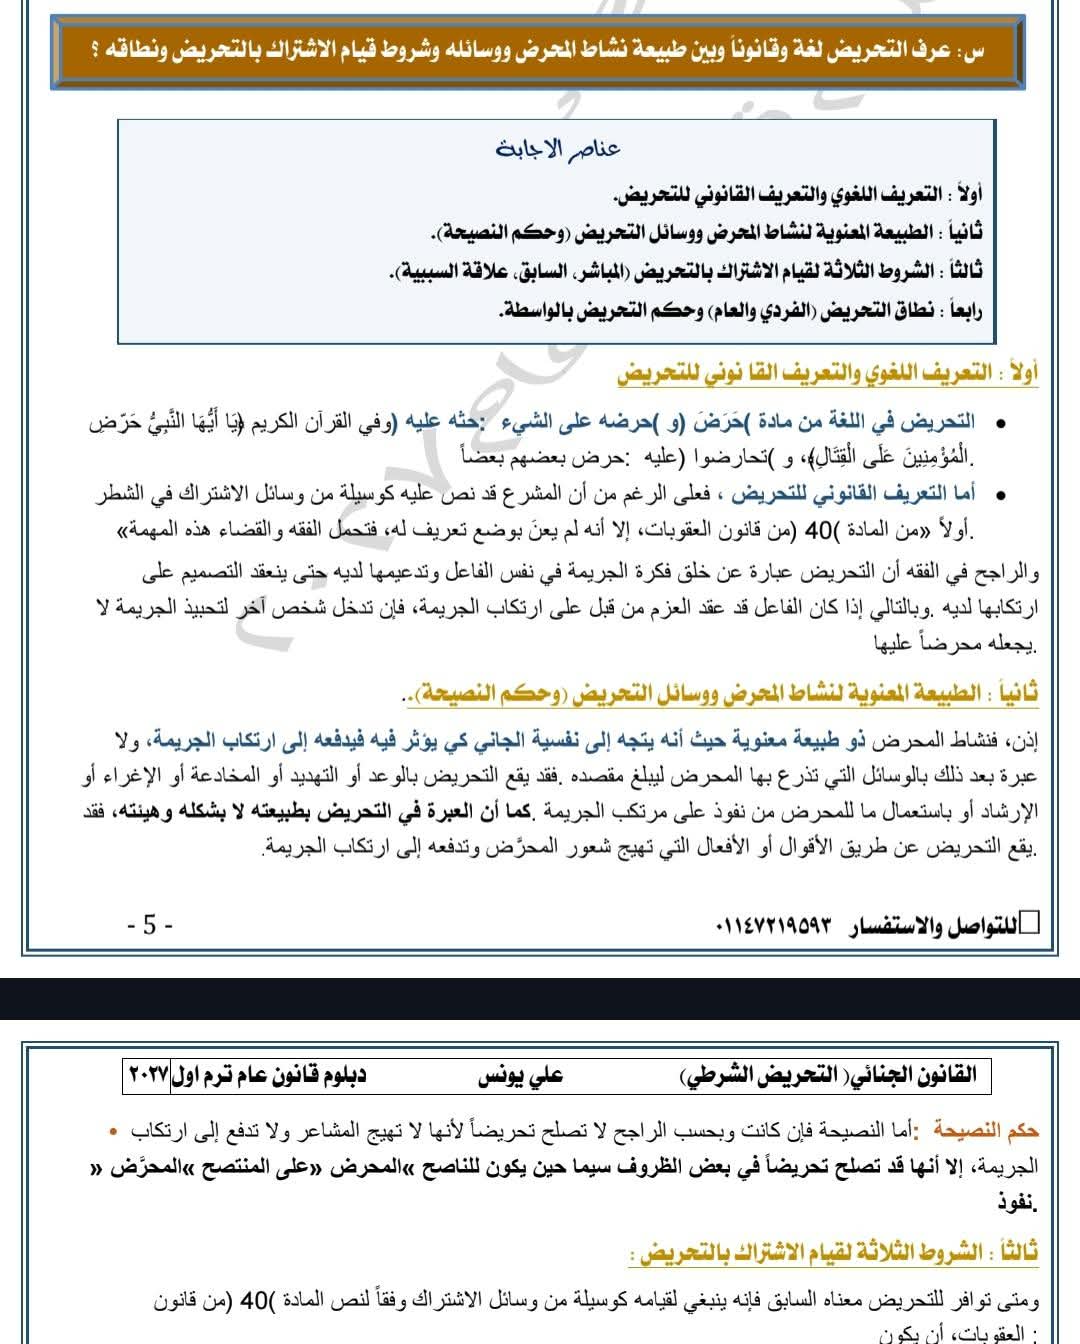 س: عرف التحريض لغة وقانوناً وبين طبيعة نشاط المحرض ووسائله وشروط قيام الاشتراك بالتحريض ونطاقه ؟
عناصر الاجابة
أولاً : التعريف اللغوي والتعريف القانوني للتحريض.
ثانياً : الطبيعة المعنوية لنشاط المحرض ووسائل التحريض (وحكم النصيحة).
ثالثاً : الشروط الثلاثة لقيام الاشتراك بالتحريض (المباشر، السابق، علاقة السببية).
رابعاً : نطاق التحريض (الفردي والعام) وحكم التحريض بالواسطة.
أولاً : التعريف اللغوي والتعريف القا نوني للتحريض
• التحريض في اللغة من مادة )حَرَضَ( و )حرضه على الشيء :حثه عليه (وفي القرآن الكريم ﴿يَا أَيُّهَا النَّبِيُّ حَرِّضِ
الْمُؤْمِنِينَ عَلَى الْقِتَالِ﴾، و )تحارضوا (عليه :حرض بعضهم بعضاً.
• أما التعريف القانوني للتحريض ، فعلى الرغم من أن المشرع قد نص عليه كوسيلة من وسائل الاشتراك في الشطر
«أولاً «من المادة )40 (من قانون العقوبات، إلا أنه لم يعنَ بوضع تعريف له، فتحمل الفقه والقضاء هذه المهمة.
والراجح في الفقه أن التحريض عبارة عن خلق فكرة الجريمة في نفس الفاعل وتدعيمها لديه حتى ينعقد التصميم على
ارتكابها لديه .وبالتالي إذا كان الفاعل قد عقد العزم من قبل على ارتكاب الجريمة، فإن تدخل شخص آخر لتحبيذ الجريمة لا
يجعله محرضاً عليها.
ثانياً : الطبيعة المعنوية لنشاط المحرض ووسائل التحريض (وحكم النصيحة)..
إذن، فنشاط المحرض ذو طبيعة معنوية حيث أنه يتجه إلى نفسية الجاني كي يؤثر فيه فيدفعه إلى ارتكاب الجريمة، ولا
عبرة بعد ذلك بالوسائل التي تذرع بها المحرض ليبلغ مقصده .فقد يقع التحريض بالوعد أو التهديد أو المخادعة أو الإغراء أو
الإرشاد أو باستعمال ما للمحرض من نفوذ على مرتكب الجريمة .كما أن العبرة في التحريض بطبيعته لا بشكله وهيئته، فقد
يقع التحريض عن طريق الأقوال أو الأفعال التي تهيج شعور المحرَّض وتدفعه إلى ارتكاب الجريمة.
□للتواصل والاستفسار ٠١١٤٧٢١٩٥٩٣
- 5 -
القانون الجنائي( التحريض الشرطي) علي يونس دبلوم قانون عام ترم اول ٢٠٢٧
• حكم النصيحة :أما النصيحة فإن كانت وبحسب الراجح لا تصلح تحريضاً لأنها لا تهيج المشاعر ولا تدفع إلى ارتكاب
الجريمة، إلا أنها قد تصلح تحريضاً في بعض الظروف سيما حين يكون للناصح »المحرض «على المنتصح »المحرَّض «
نفوذ.
ثالثاً : الشروط الثلاثة لقيام الاشتراك بالتحريض :
ومتى توافر للتحريض معناه السابق فإنه ينبغي لقيامه كوسيلة من وسائل الاشتراك وفقاً لنص المادة )40 (من قانون
العقوبات، أن يكون :